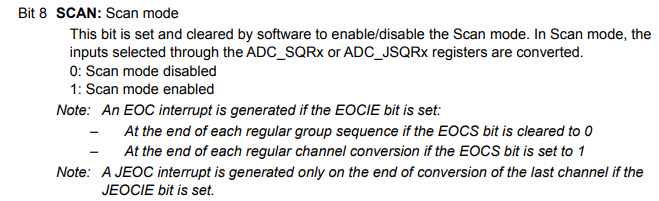 Bit 8 SCAN: Scan mode
This bit is set and cleared by software to enable/disable the Scan mode. In Scan mode, the
inputs selected through the ADC_SQRx or ADC_JSQRx registers are converted.
0: Scan mode disabled
1: Scan mode enabled
Note: An EOC interrupt is generated if the EOCIE bit is set:
– At the end of each regular group sequence if the EOCS bit is cleared to 0
– At the end of each regular channel conversion if the EOCS bit is set to 1
Note: A JEOC interrupt is generated only on the end of conversion of the last channel if the
JEOCIE bit is set.